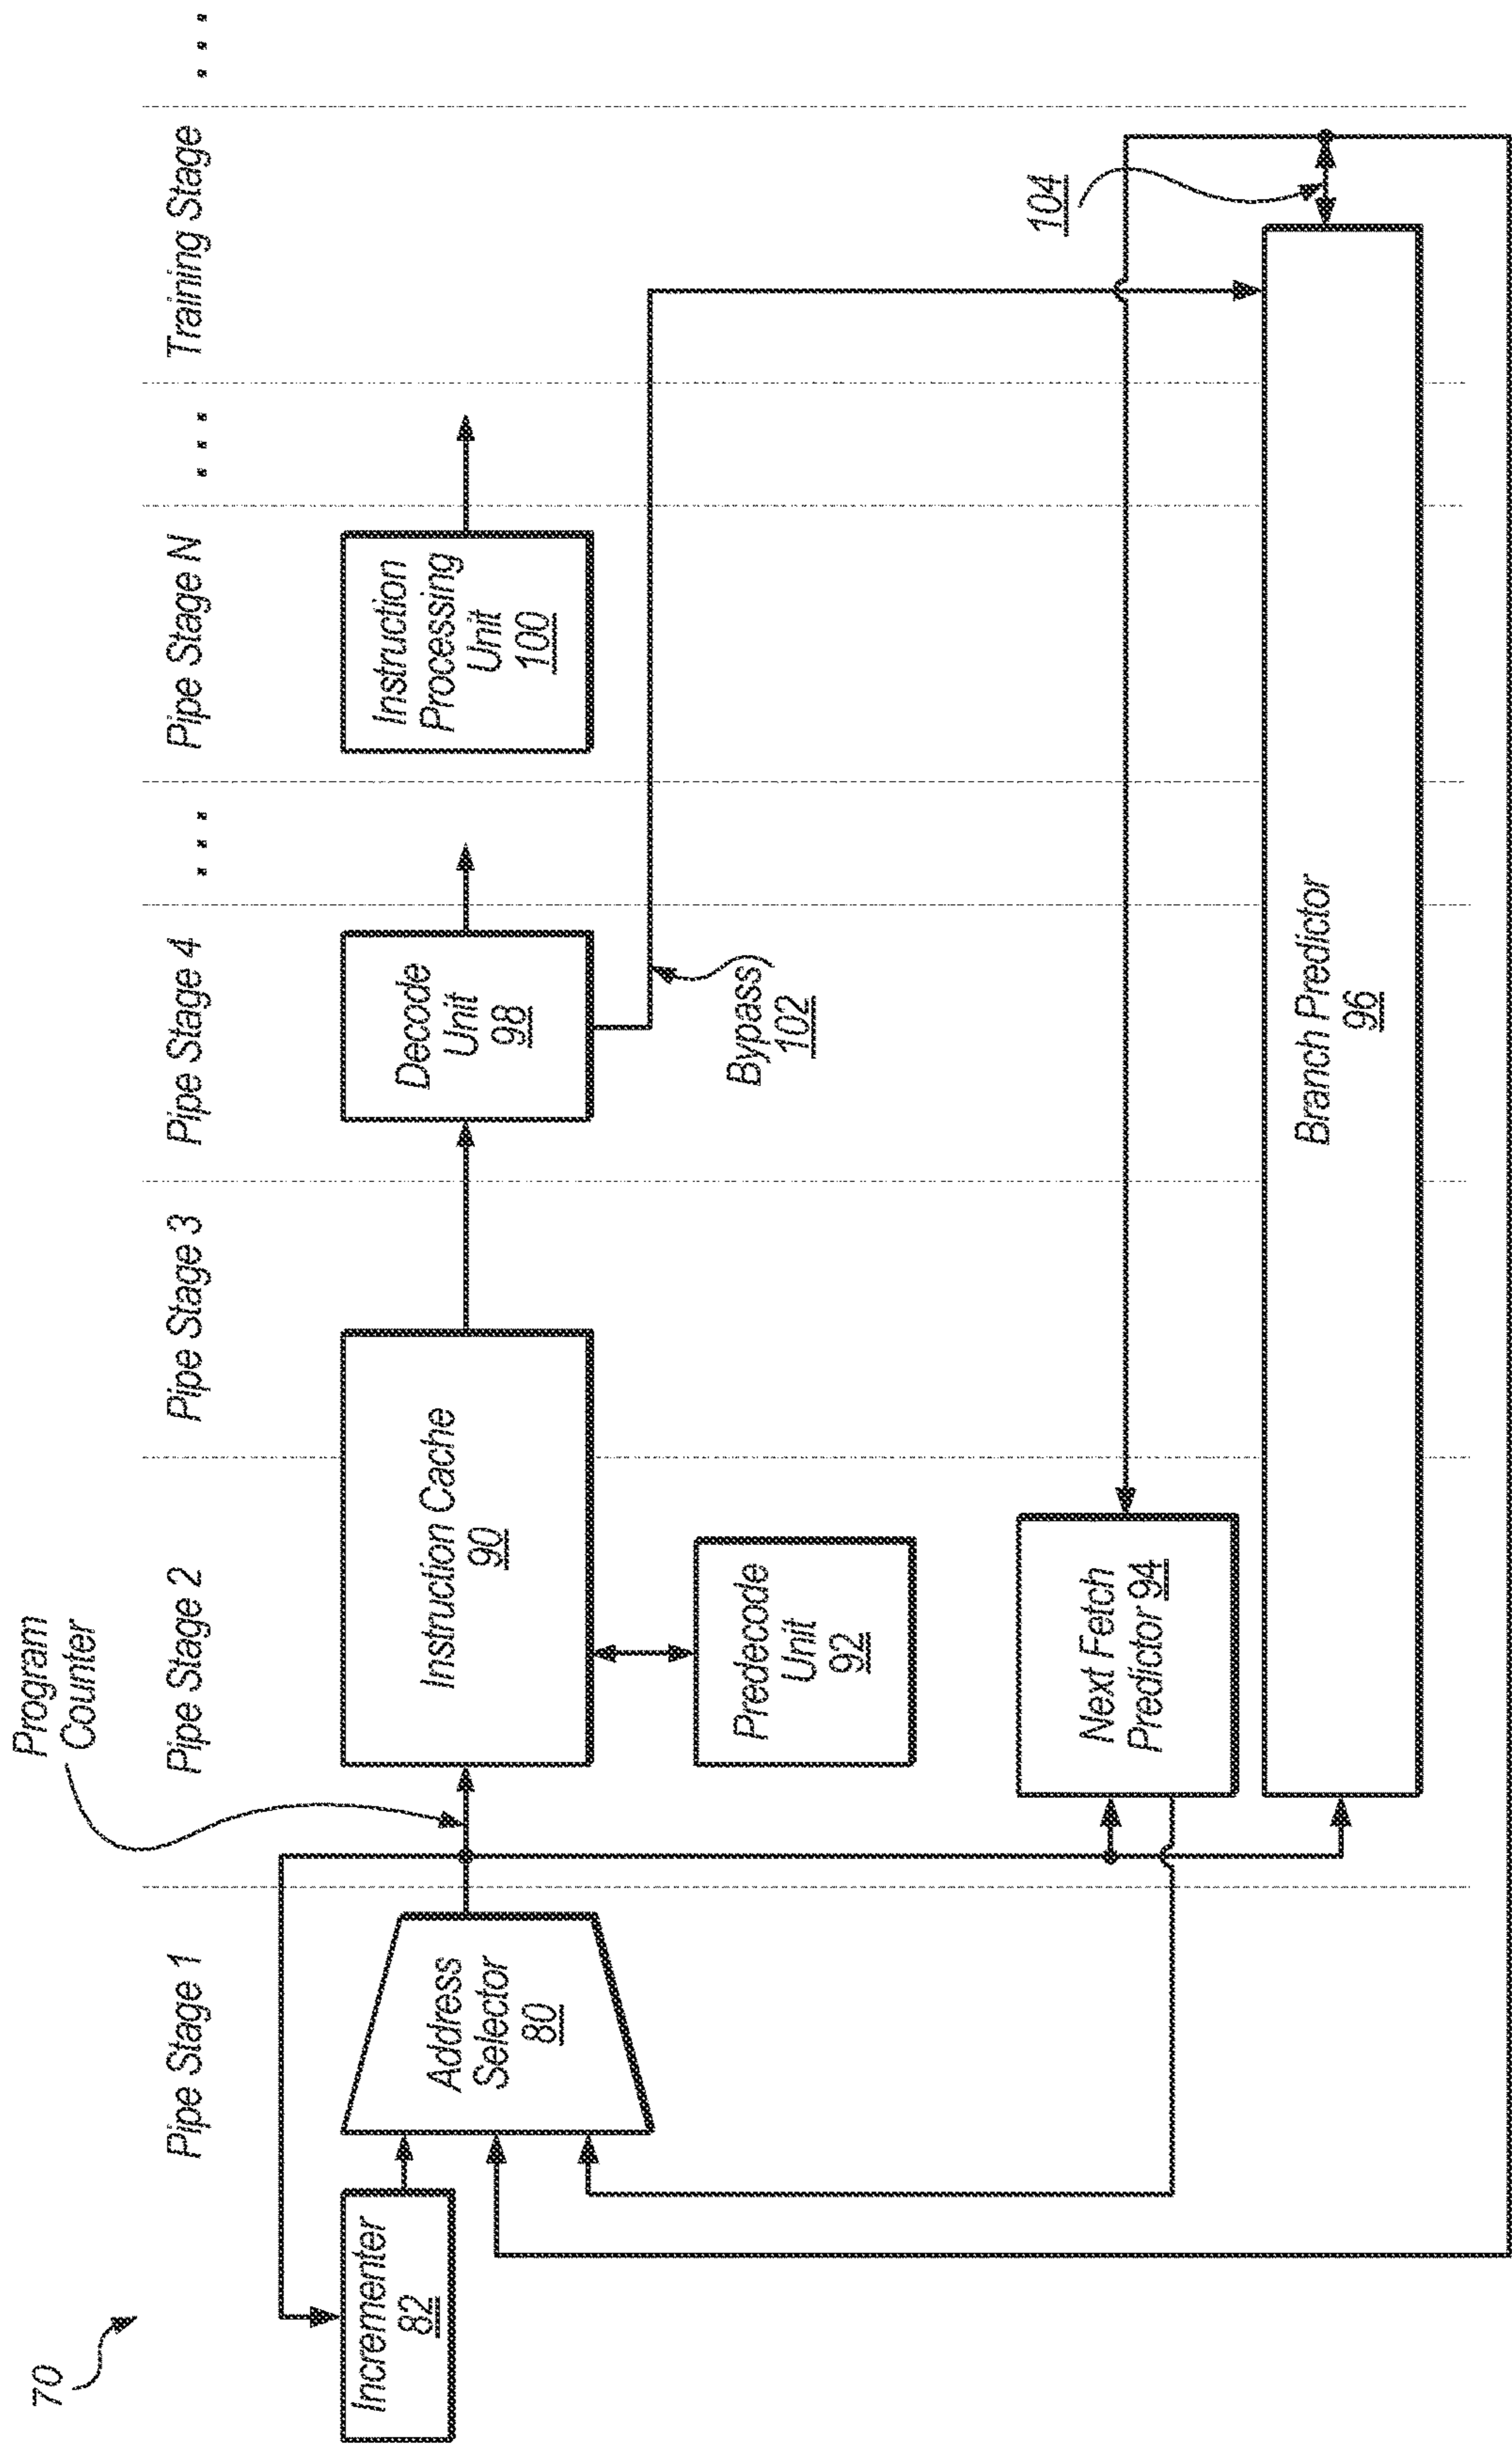 70
Program
Counter
Pipe Stage 1
Pipe Stage 2
Pipe Stage 3
Pipe Stage 4
. . .
Pipe Stage N
. . .
Training Stage
. . .
Incrementer
82
Address
Selector
80
Instruction Cache
90
Decode
Unit
98
Instruction
Processing
Unit
100
Predecode
Unit
92
Bypass
102
Next Fetch
Predictor 94
104
Branch Predictor
96